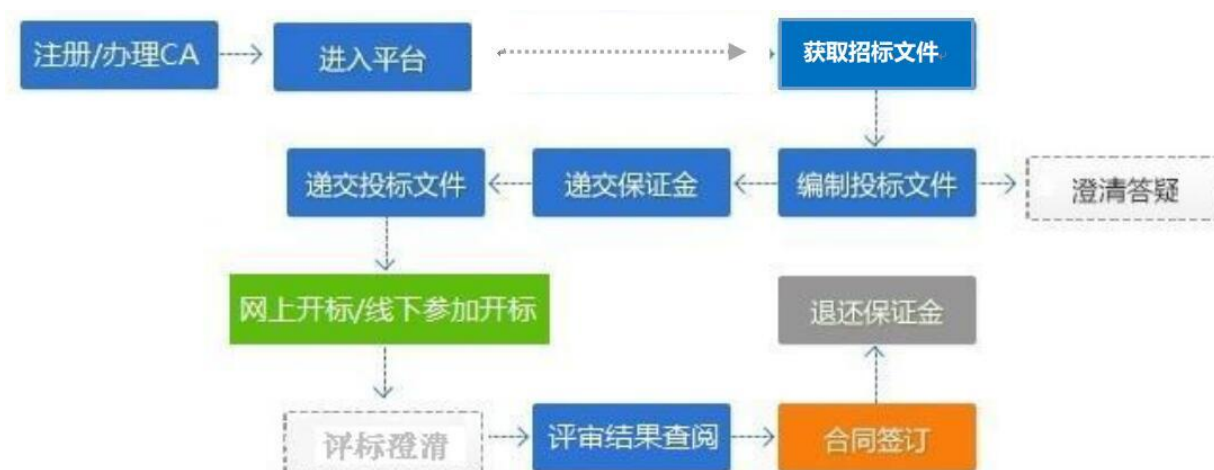 注册/办理CA
进入平台
获取招标文件
编制投标文件
澄清答疑
递交保证金
递交投标文件
网上开标/线下参加开标
评标澄清
评审结果查阅
合同签订
退还保证金